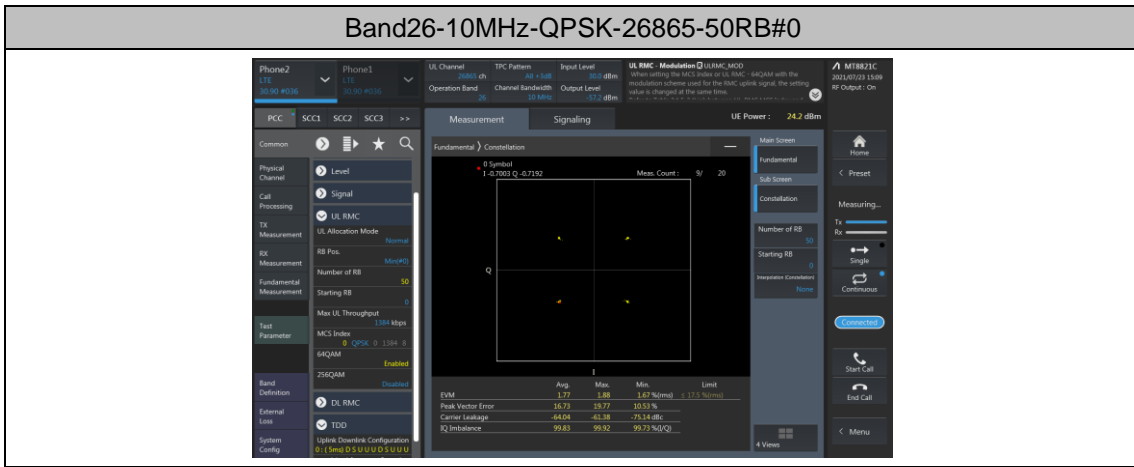 Band26-10MHz-QPSK-26865-50RB#0
Phone2
LTE
30.90 #036
Phone1
LTE
30.90 #036
UL Channel
26865 ch
TPC Pattern
All +3dB
Input Level
30.0 dBm
Operation Band
26
Channel Bandwidth
10 MHz
Output Level
-57.2 dBm
UL RMC - Modulation ULRMC_MOD
When setting the MCS Index or UL RMC - 64QAM with the
modulation scheme used for the RMC uplink signal, the setting
value is changed at the same time.
MT8821C
2021/07/23 15:09
RF Output : On
PCC SCC1 SCC2 SCC3 >>
Measurement
Signaling
UE Power : 24.2 dBm
Common
Physical
Channel
Call
Processing
TX
Measurement
RX
Measurement
Fundamental
Measurement
Test
Parameter
Band
Definition
External
Loss
System
Config
Level
Signal
UL RMC
UL Allocation Mode
Normal
RB Pos.
Min(#0)
Number of RB
50
Starting RB
0
Max UL Throughput
1384 kbps
MCS Index
0 QPSK 0 1384 8
64QAM
Enabled
256QAM
Disabled
DL RMC
TDD
Uplink Downlink Configuration
0 : ( 5ms) D S U U U D S U U U
Fundamental > Constellation
0 Symbol
I -0.7003 Q -0.7192
Meas. Count : 9/ 20
Q
I
Avg. Max. Min. Limit
EVM 1.77 1.88 1.67 %(rms) ≤ 17.5 %(rms)
Peak Vector Error 16.73 19.77 10.53 %
Carrier Leakage -64.04 -61.38 -75.14 dBc
IQ Imbalance 99.83 99.92 99.73 %(I/Q)
Main Screen
Fundamental
Sub Screen
Constellation
Number of RB
50
Starting RB
0
Interpolation (Constellation)
None
4 Views
Home
< Preset
Measuring...
Tx
Rx
Single
Continuous
Connected
Start Call
End Call
< Menu